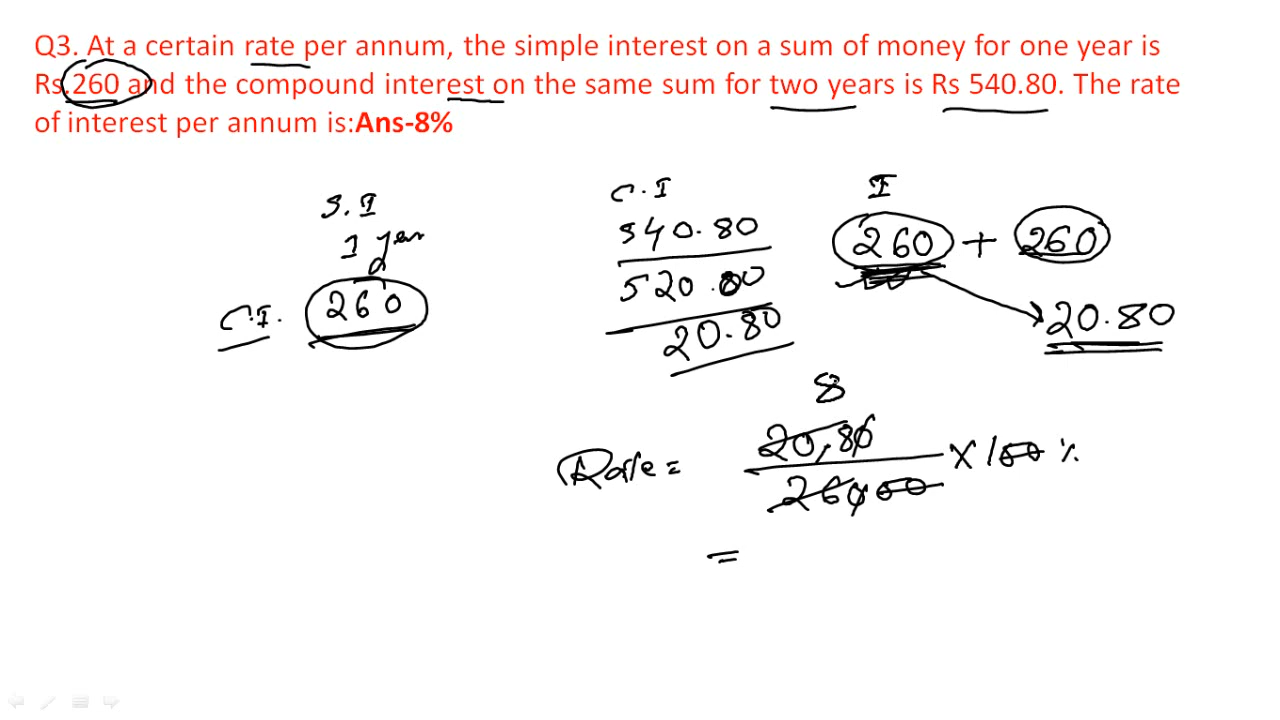 Q3. At a certain rate per annum, the simple interest on a sum of money for one year is
Rs.260 and the compound interest on the same sum for two years is Rs 540.80. The rate
of interest per annum is:Ans-8%
S.I
1 year
C.I. 260
C.I
540.80
520.00
20.80
I
260 + 260
20.80
8
Rate = 20.80 / 26000 × 100 %
=